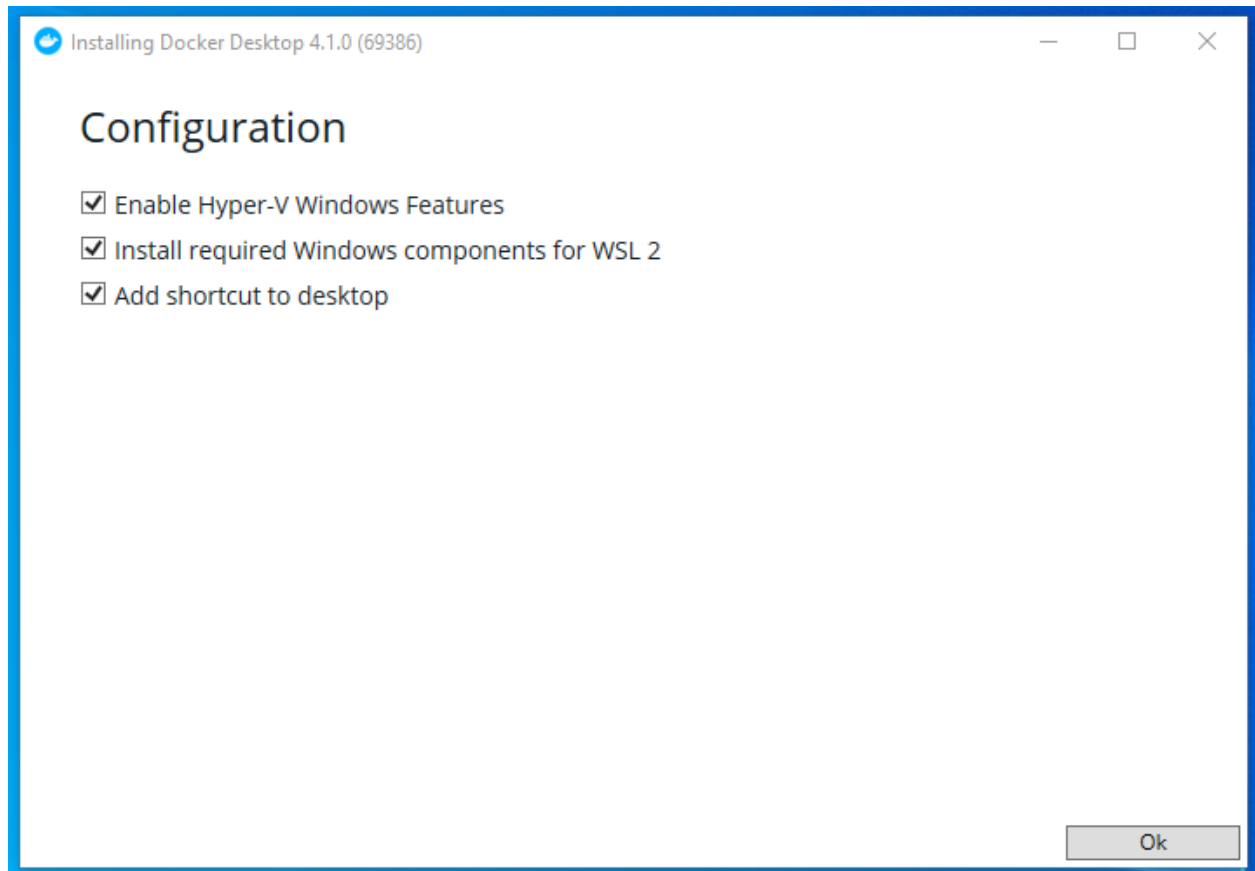 Installing Docker Desktop 4.1.0 (69386)
Configuration
Enable Hyper-V Windows Features
Install required Windows components for WSL 2
Add shortcut to desktop
Ok